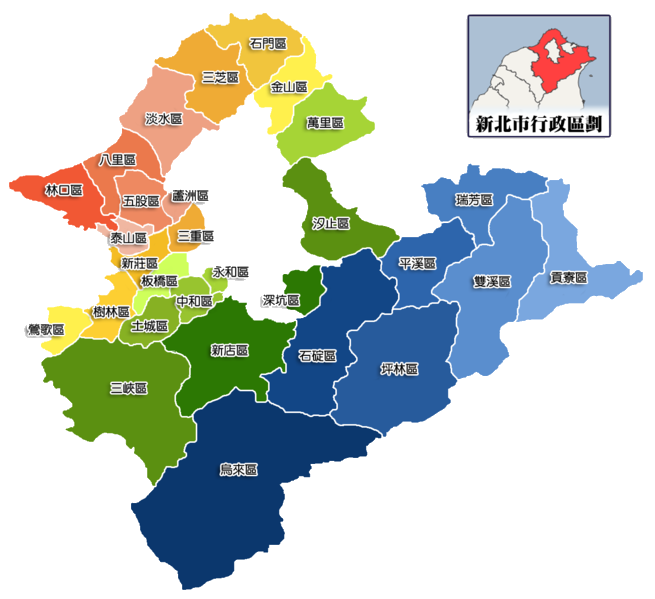 石門區
三芝區
金山區
淡水區
萬里區
新北市行政區劃
八里區
林口區
五股區
蘆洲區
瑞芳區
汐止區
泰山區
三重區
新莊區
平溪區
永和區
板橋區
雙溪區
貢寮區
中和區
深坑區
樹林區
土城區
鶯歌區
新店區
石碇區
坪林區
三峽區
烏來區